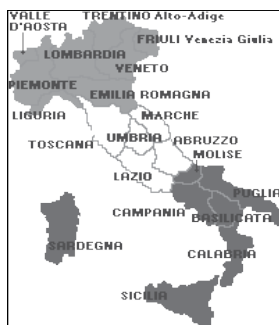 VALLE
D'AOSTA
TRENTINO Alto-Adige
FRIULI Venezia Giulia
LOMBARDIA
VENETO
PIEMONTE
EMILIA ROMAGNA
LIGURIA
MARCHE
TOSCANA
UMBRIA
ABRUZZO
MOLISE
LAZIO
PUGLIA
CAMPANIA
BASILICATA
SARDEGNA
CALABRIA
SICILIA